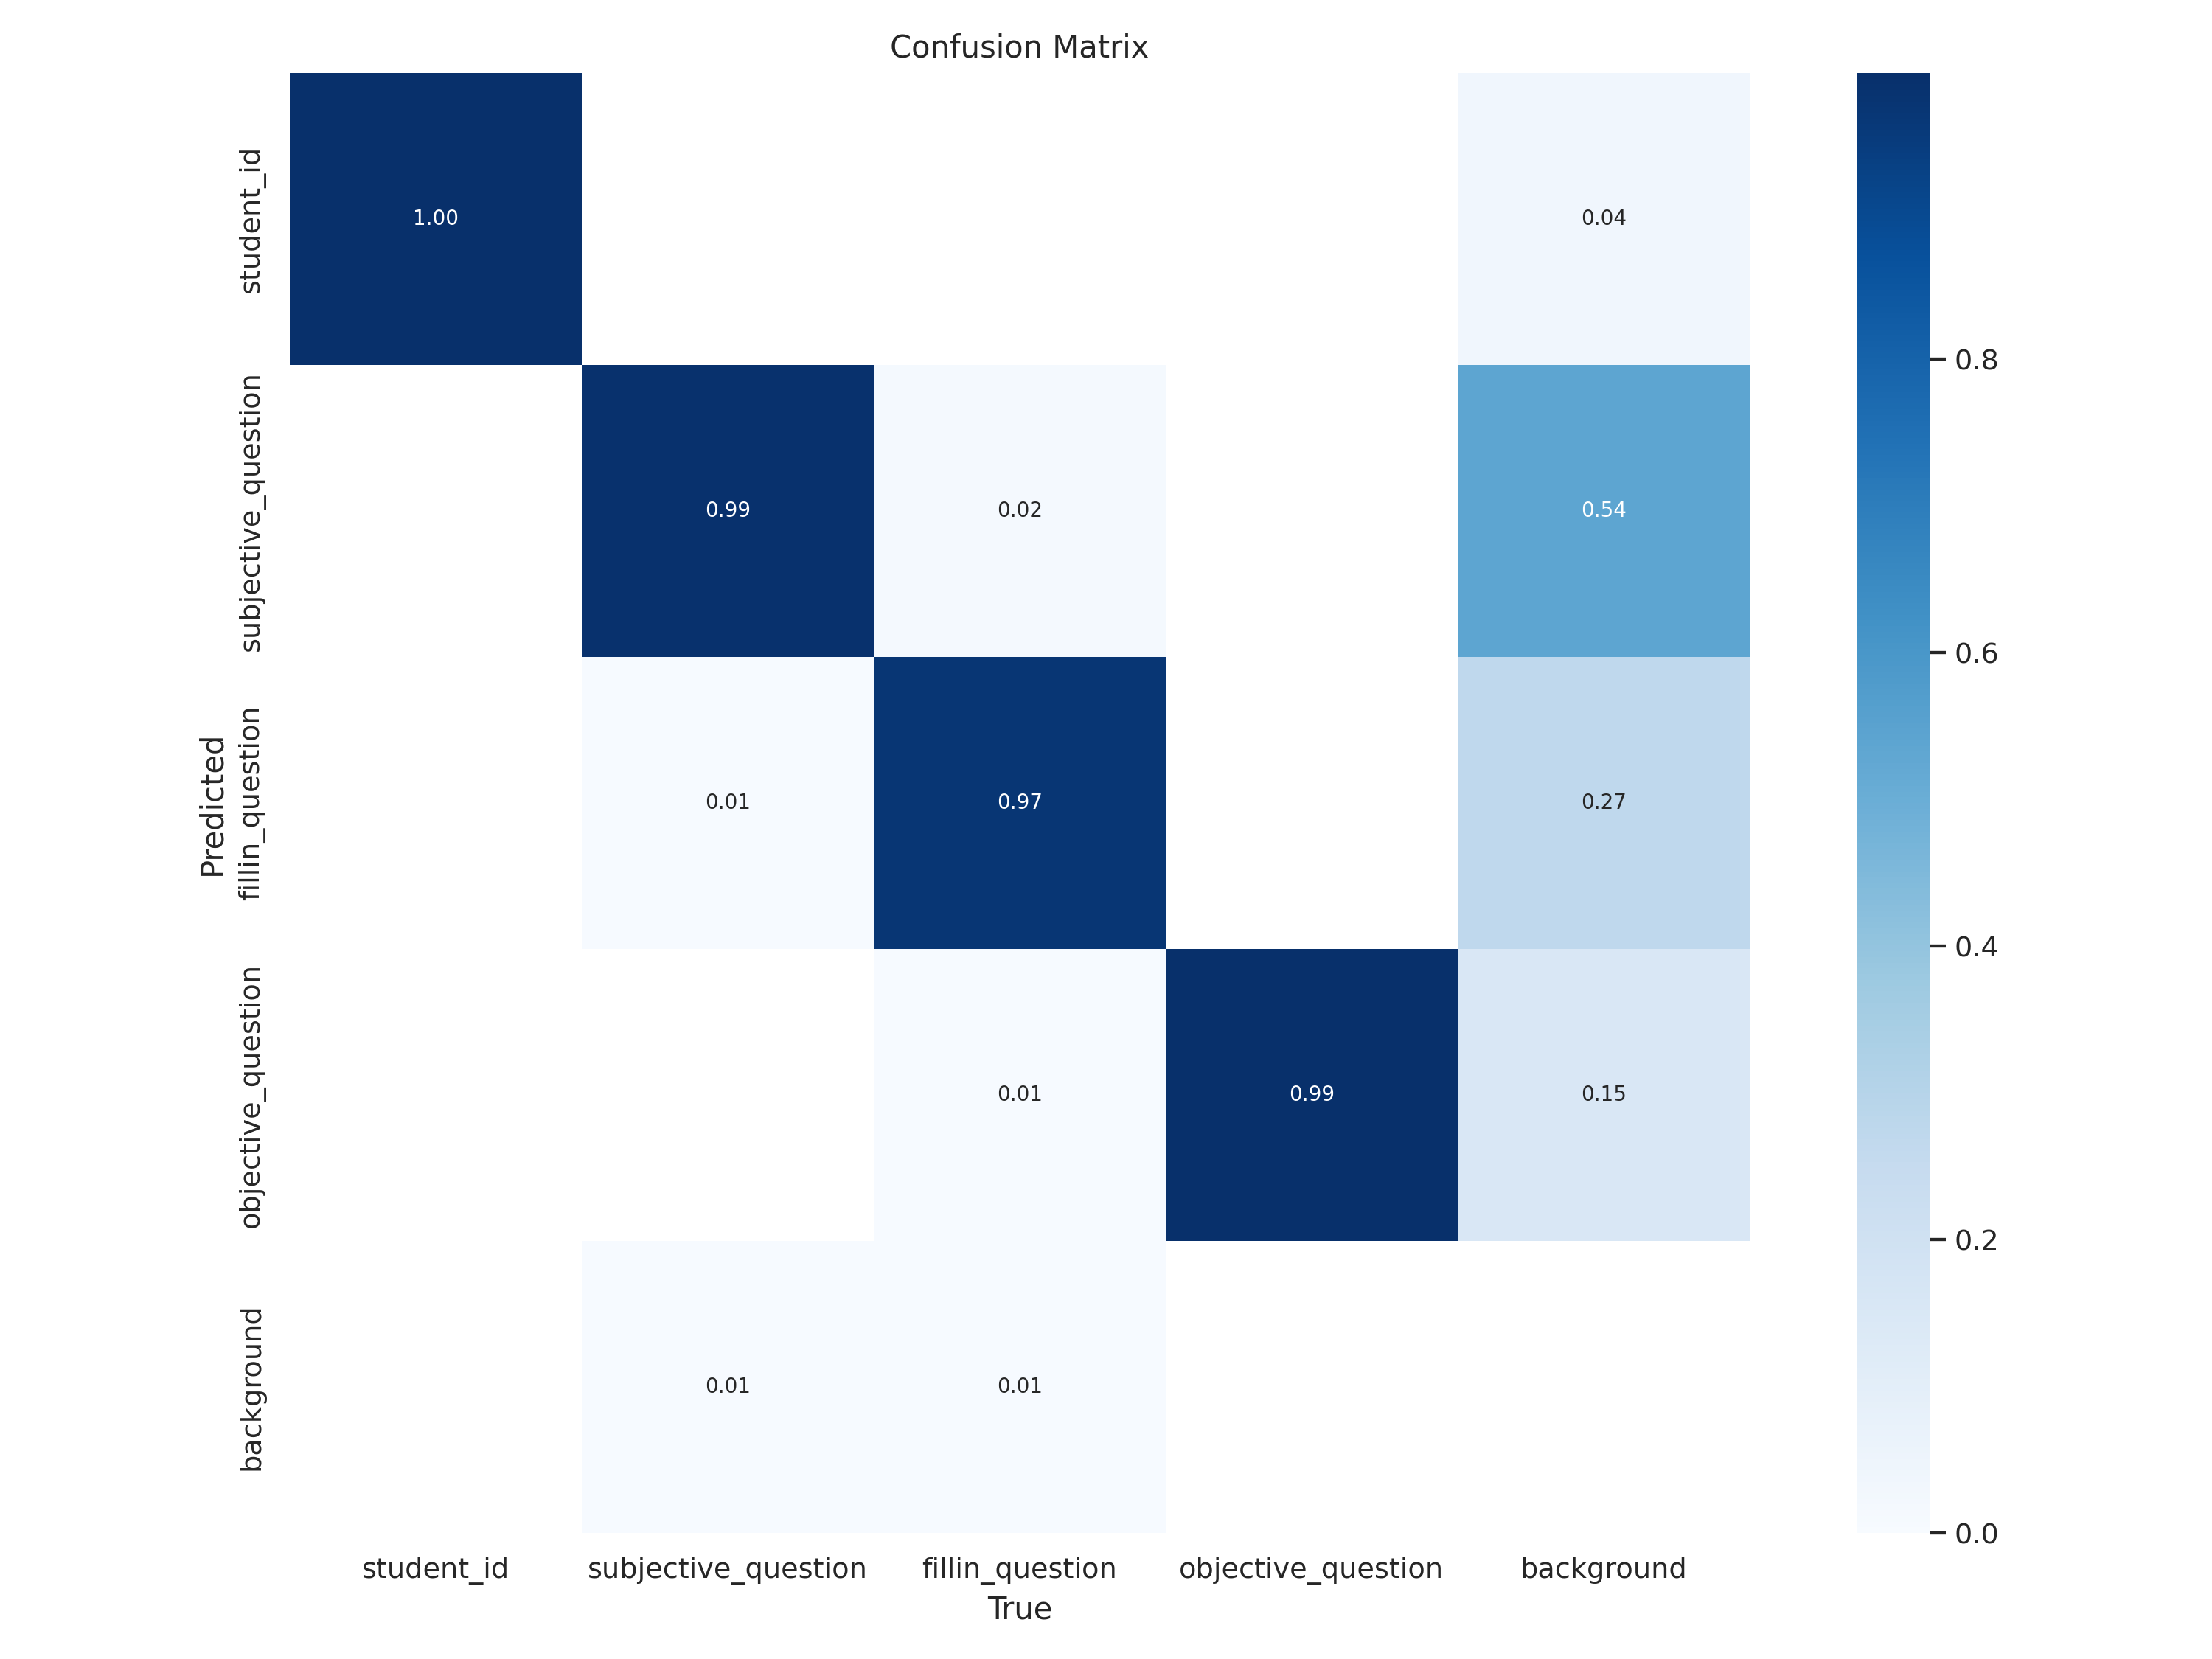 Confusion Matrix
student_id
1.00
0.04
subjective_question
0.99
0.02
0.54
0.8
0.6
Predicted
fillin_question
0.01
0.97
0.27
0.4
objective_question
0.01
0.99
0.15
0.2
background
0.01
0.01
0.0
student_id
subjective_question
fillin_question
objective_question
background
True